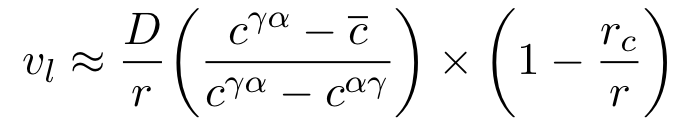 $v_l \approx \frac{D}{r} \left( \frac{c^{\gamma\alpha} - \overline{c}}{c^{\gamma\alpha} - c^{\alpha\gamma}} \right) \times \left( 1 - \frac{r_c}{r} \right)$